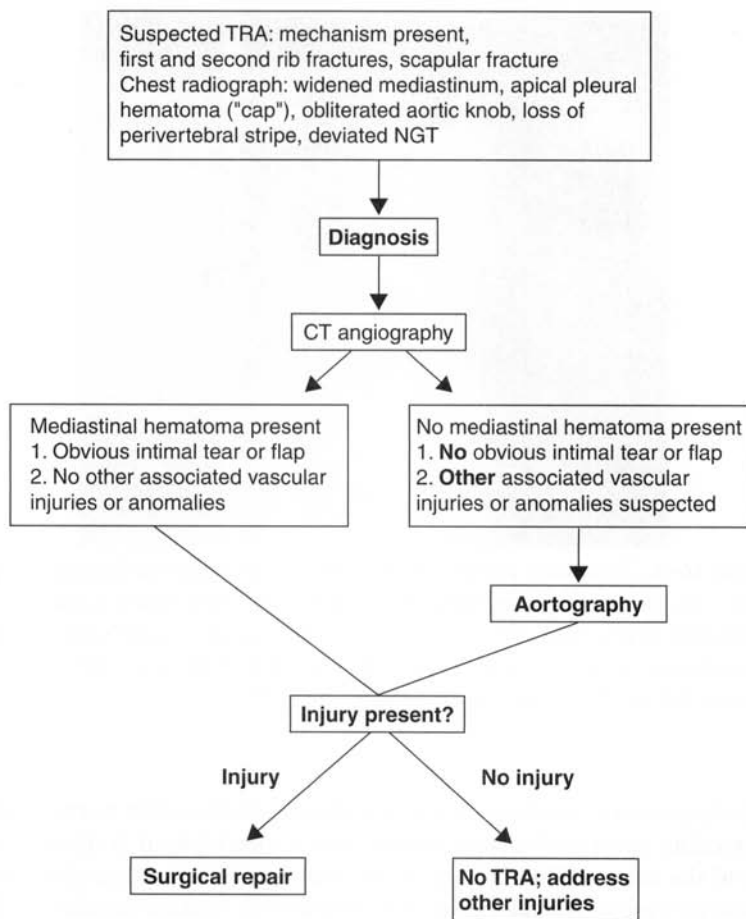 Suspected TRA: mechanism present,
first and second rib fractures, scapular fracture
Chest radiograph: widened mediastinum, apical pleural
hematoma ("cap"), obliterated aortic knob, loss of
perivertebral stripe, deviated NGT
Diagnosis
CT angiography
Mediastinal hematoma present
1. Obvious intimal tear or flap
2. No other associated vascular
injuries or anomalies
No mediastinal hematoma present
1. No obvious intimal tear or flap
2. Other associated vascular
injuries or anomalies suspected
Aortography
Injury present?
Injury
No injury
Surgical repair
No TRA; address
other injuries